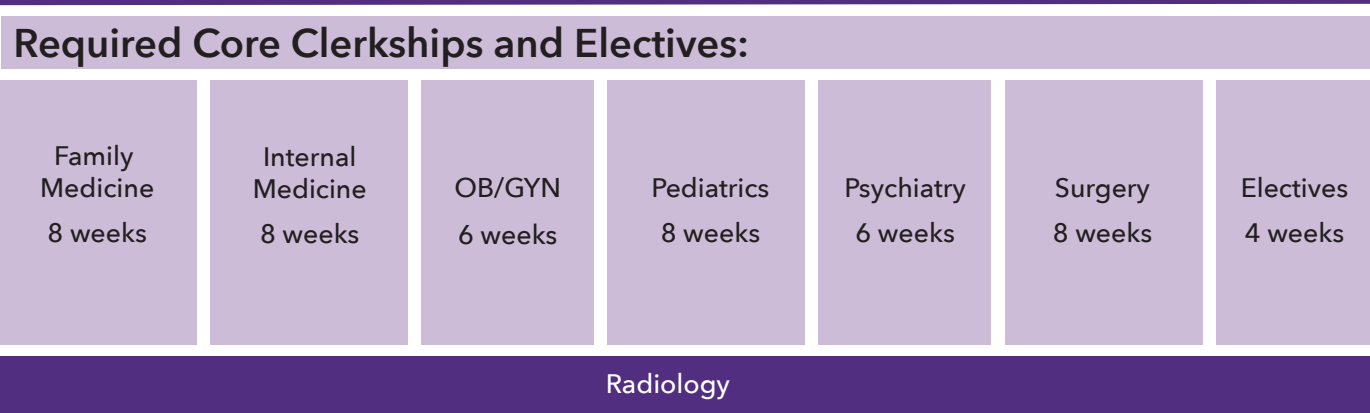 Required Core Clerkships and Electives:
Family
Medicine
8 weeks
Internal
Medicine
8 weeks
OB/GYN
6 weeks
Pediatrics
8 weeks
Psychiatry
6 weeks
Surgery
8 weeks
Electives
4 weeks
Radiology